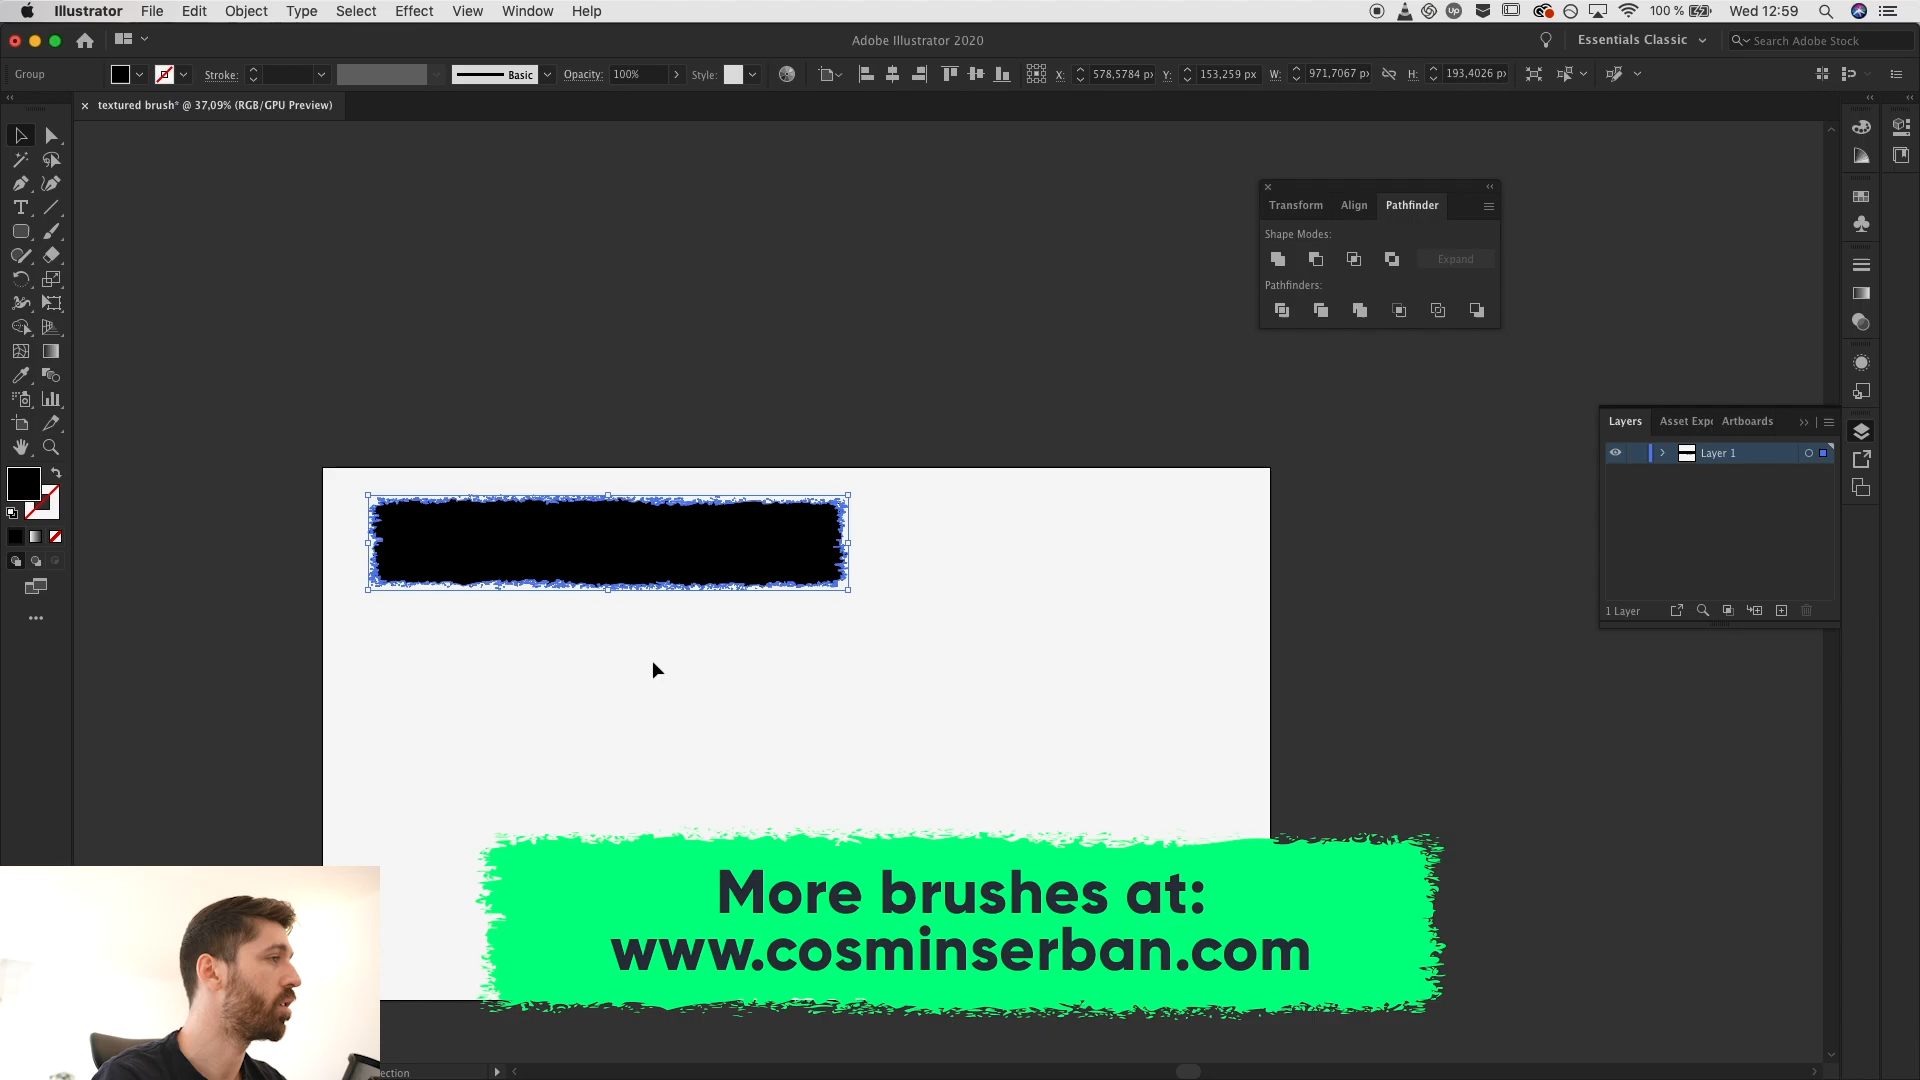 Illustrator File Edit Object Type Select Effect View Window Help
100 % Wed 12:59
Adobe Illustrator 2020
Essentials Classic
Search Adobe Stock
Group
Stroke:
Basic
Opacity: 100%
Style:
X: 578,5784 px
Y: 153,259 px
W: 971,7067 px
H: 193,4026 px
textured brush* @ 37,09% (RGB/GPU Preview)
Transform Align Pathfinder
Shape Modes:
Expand
Pathfinders:
Layers Asset Expo Artboards
Layer 1
1 Layer
More brushes at:
www.cosminserban.com
ection